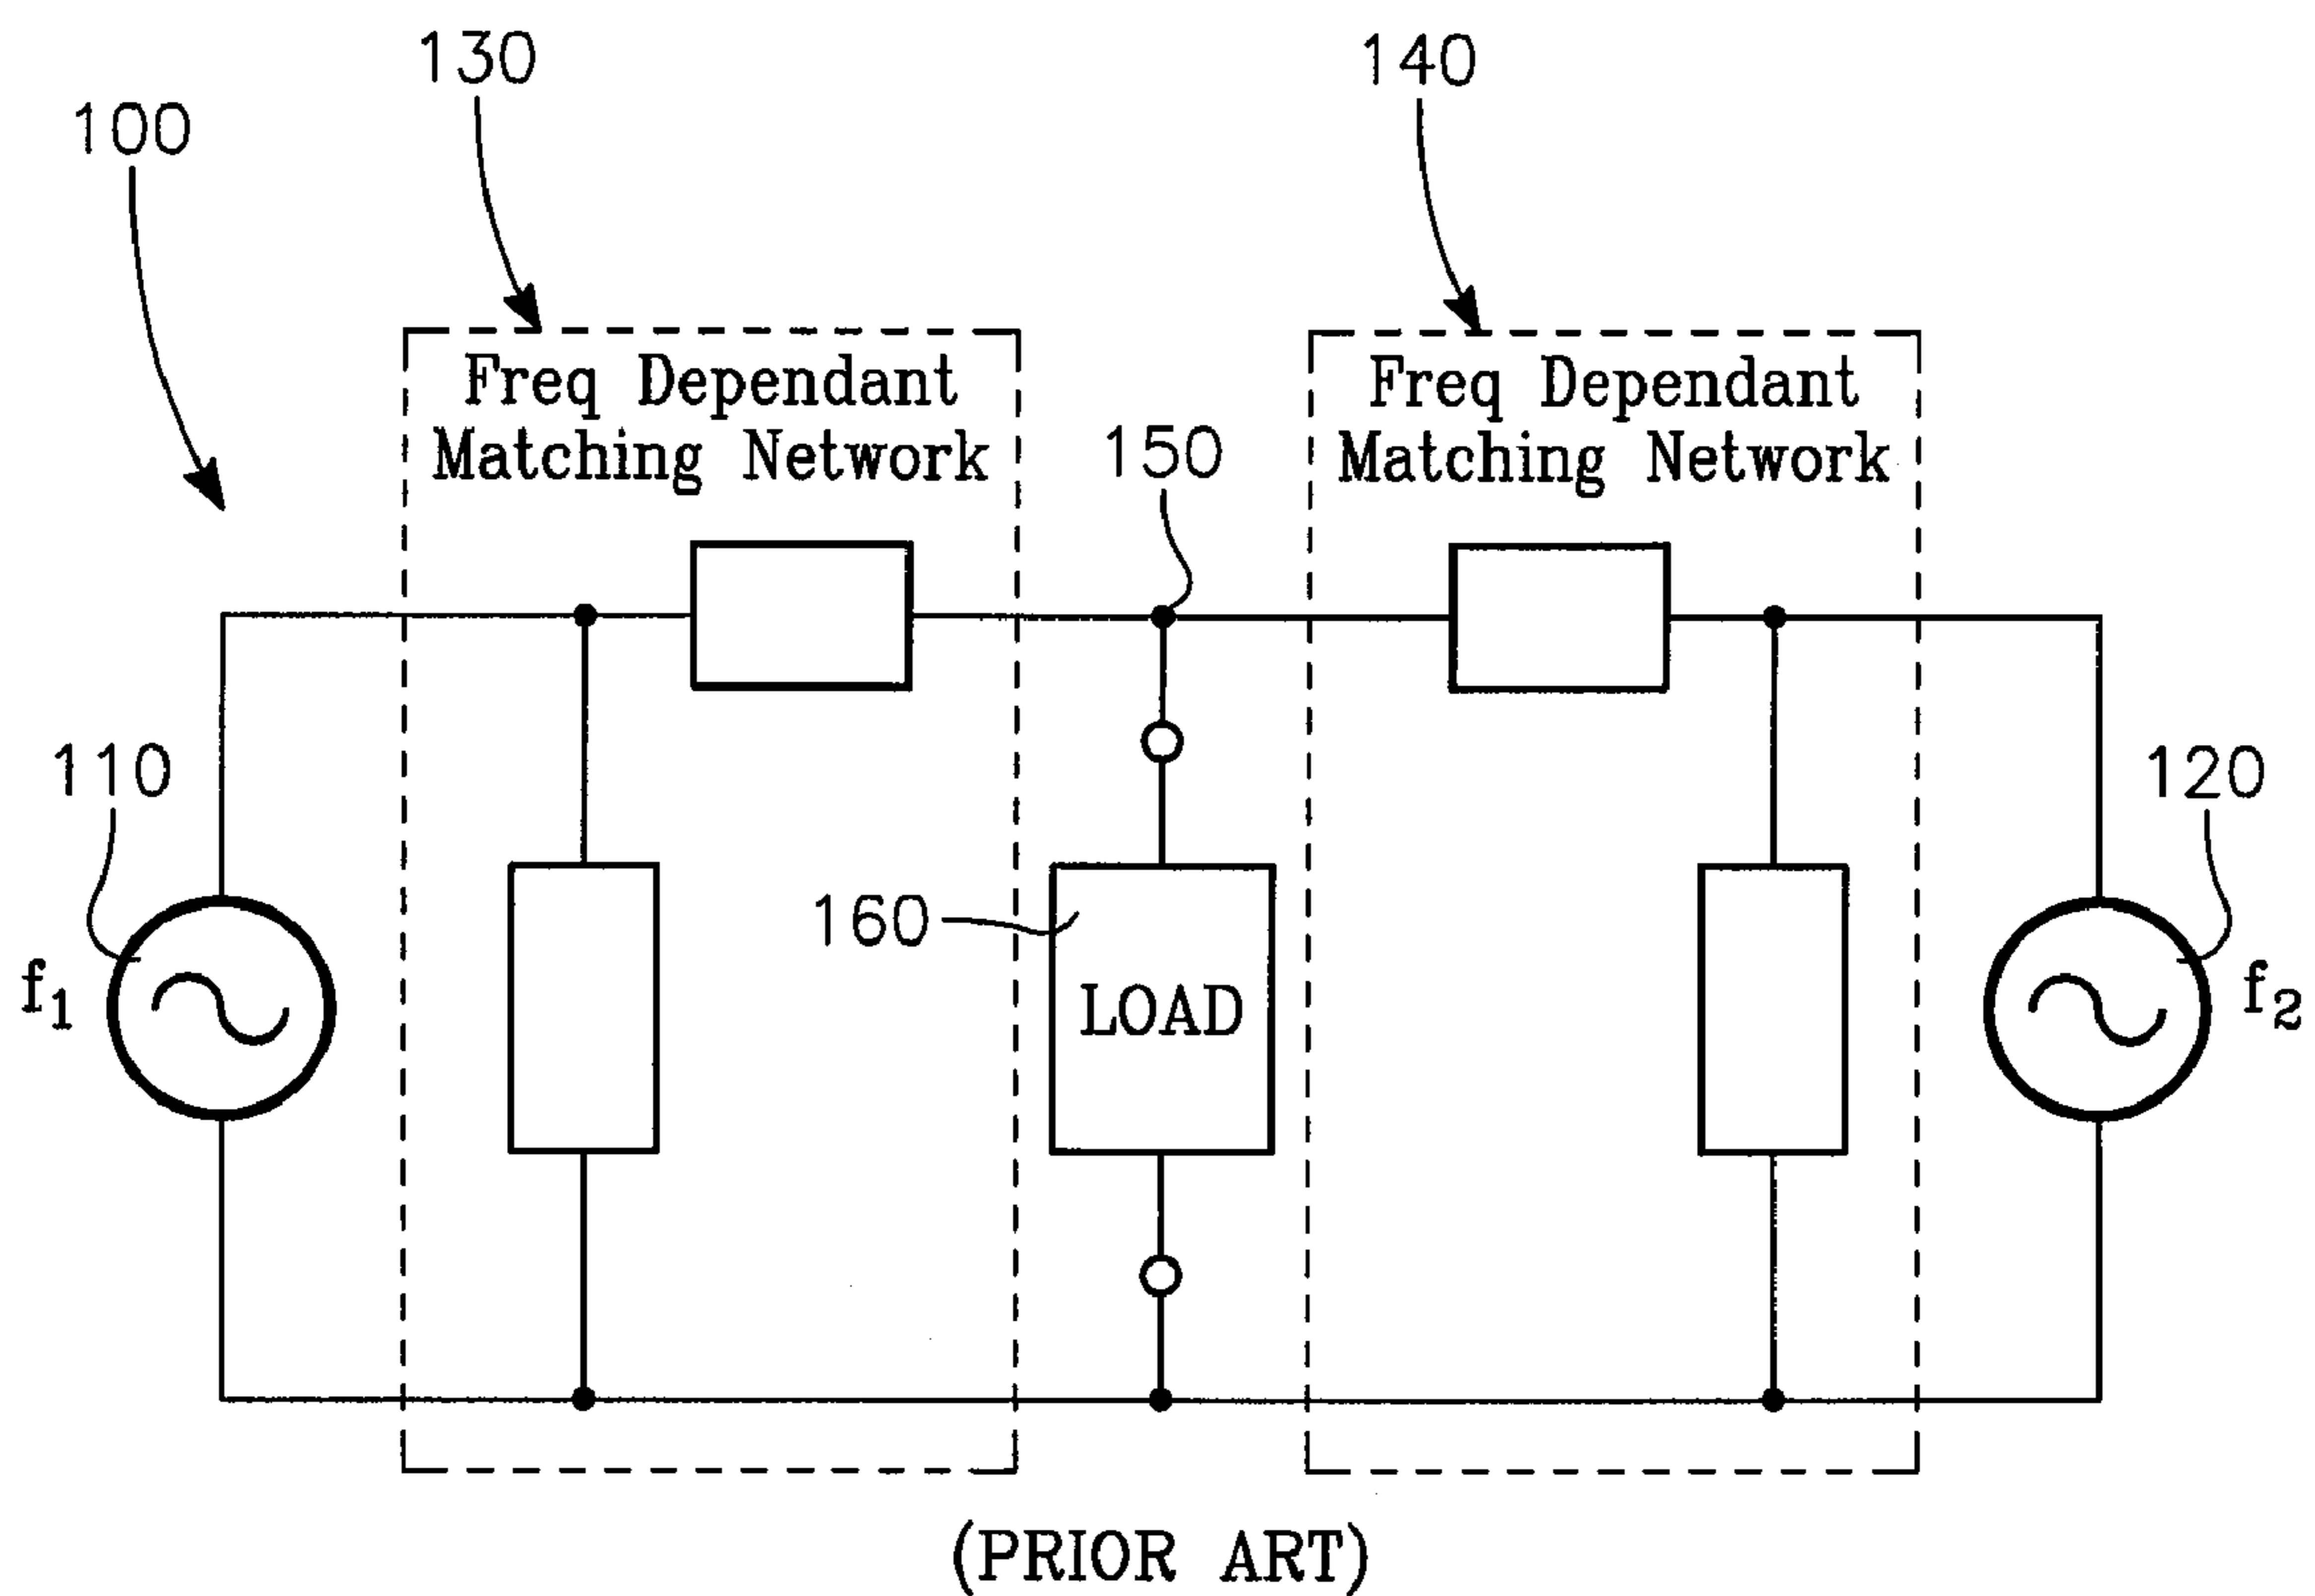 130
140
100
Freq Dependant
Matching Network
Freq Dependant
Matching Network
150
110
120
160
f₁
LOAD
f₂
(PRIOR ART)